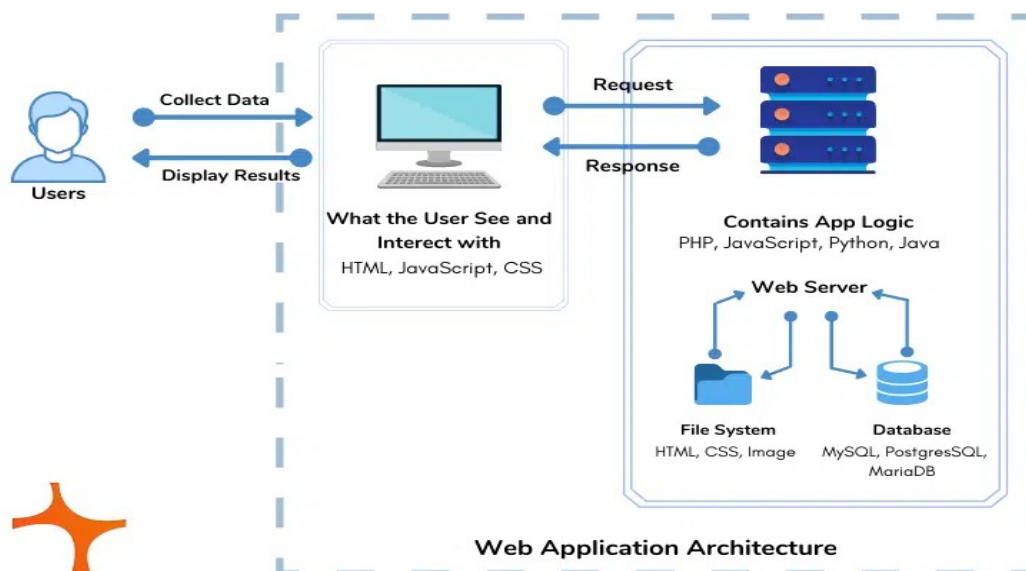 Collect Data
Display Results
Users
What the User See and
Interect with
HTML, JavaScript, CSS
Request
Response
Contains App Logic
PHP, JavaScript, Python, Java
Web Server
File System
HTML, CSS, Image
Database
MySQL, PostgresSQL,
MariaDB
Web Application Architecture